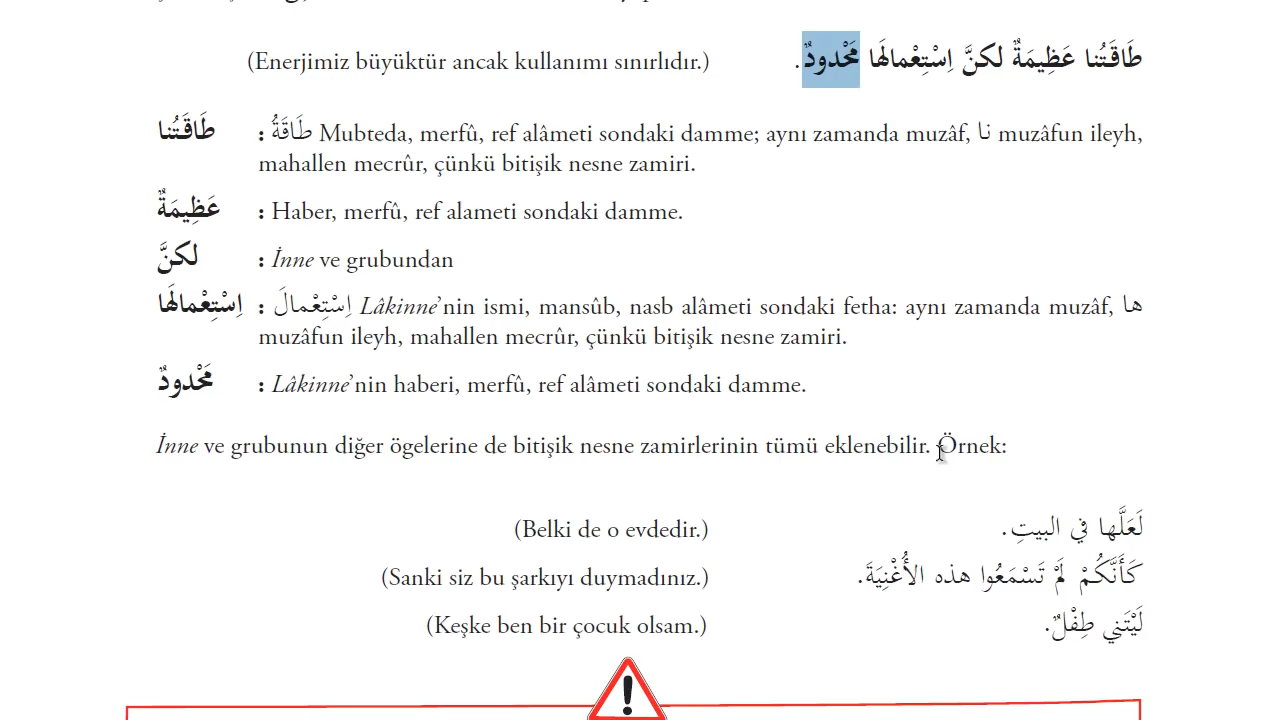 طَاقَتُنا عَظِيمَةٌ لكنَّ اِسْتِعْمالَها مَحْدودٌ. (Enerjimiz büyüktür ancak kullanımı sınırlıdır.)
طَاقَتُنا : طَاقَةُ Mubteda, merfû, ref alâmeti sondaki damme; aynı zamanda muzâf, نا muzâfun ileyh,
mahallen mecrûr, çünkü bitişik nesne zamiri.
عَظِيمَةٌ : Haber, merfû, ref alameti sondaki damme.
لكنَّ : İnne ve grubundan
اِسْتِعْمالَها : اِسْتِعْمالَ Lâkinne’nin ismi, mansûb, nasb alâmeti sondaki fetha: aynı zamanda muzâf, ها
muzâfun ileyh, mahallen mecrûr, çünkü bitişik nesne zamiri.
مَحْدودٌ : Lâkinne’nin haberi, merfû, ref alâmeti sondaki damme.
İnne ve grubunun diğer ögelerine de bitişik nesne zamirlerinin tümü eklenebilir. Örnek:
لَعَلَّها في البيتِ. (Belki de o evdedir.)
كَأَنَّكُمْ لَمْ تَسْمَعُوا هذه الأُغْنِيَةَ. (Sanki siz bu şarkıyı duymadınız.)
لَيْتَني طِفْلٌ. (Keşke ben bir çocuk olsam.)